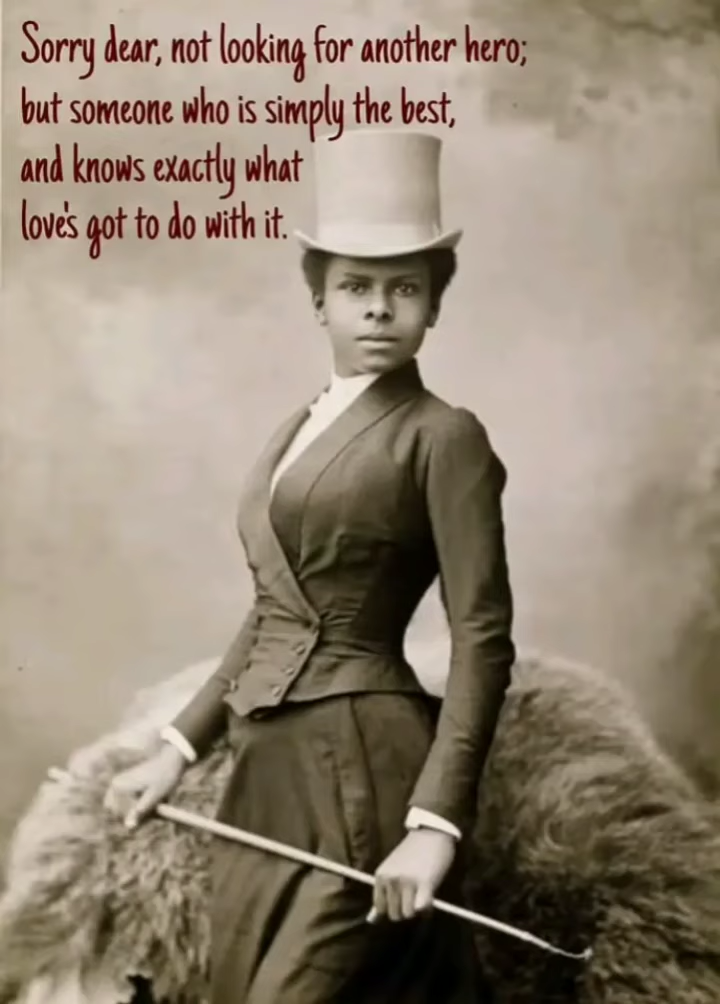 Sorry dear, not looking for another hero;
but someone who is simply the best,
and knows exactly what
love's got to do with it.